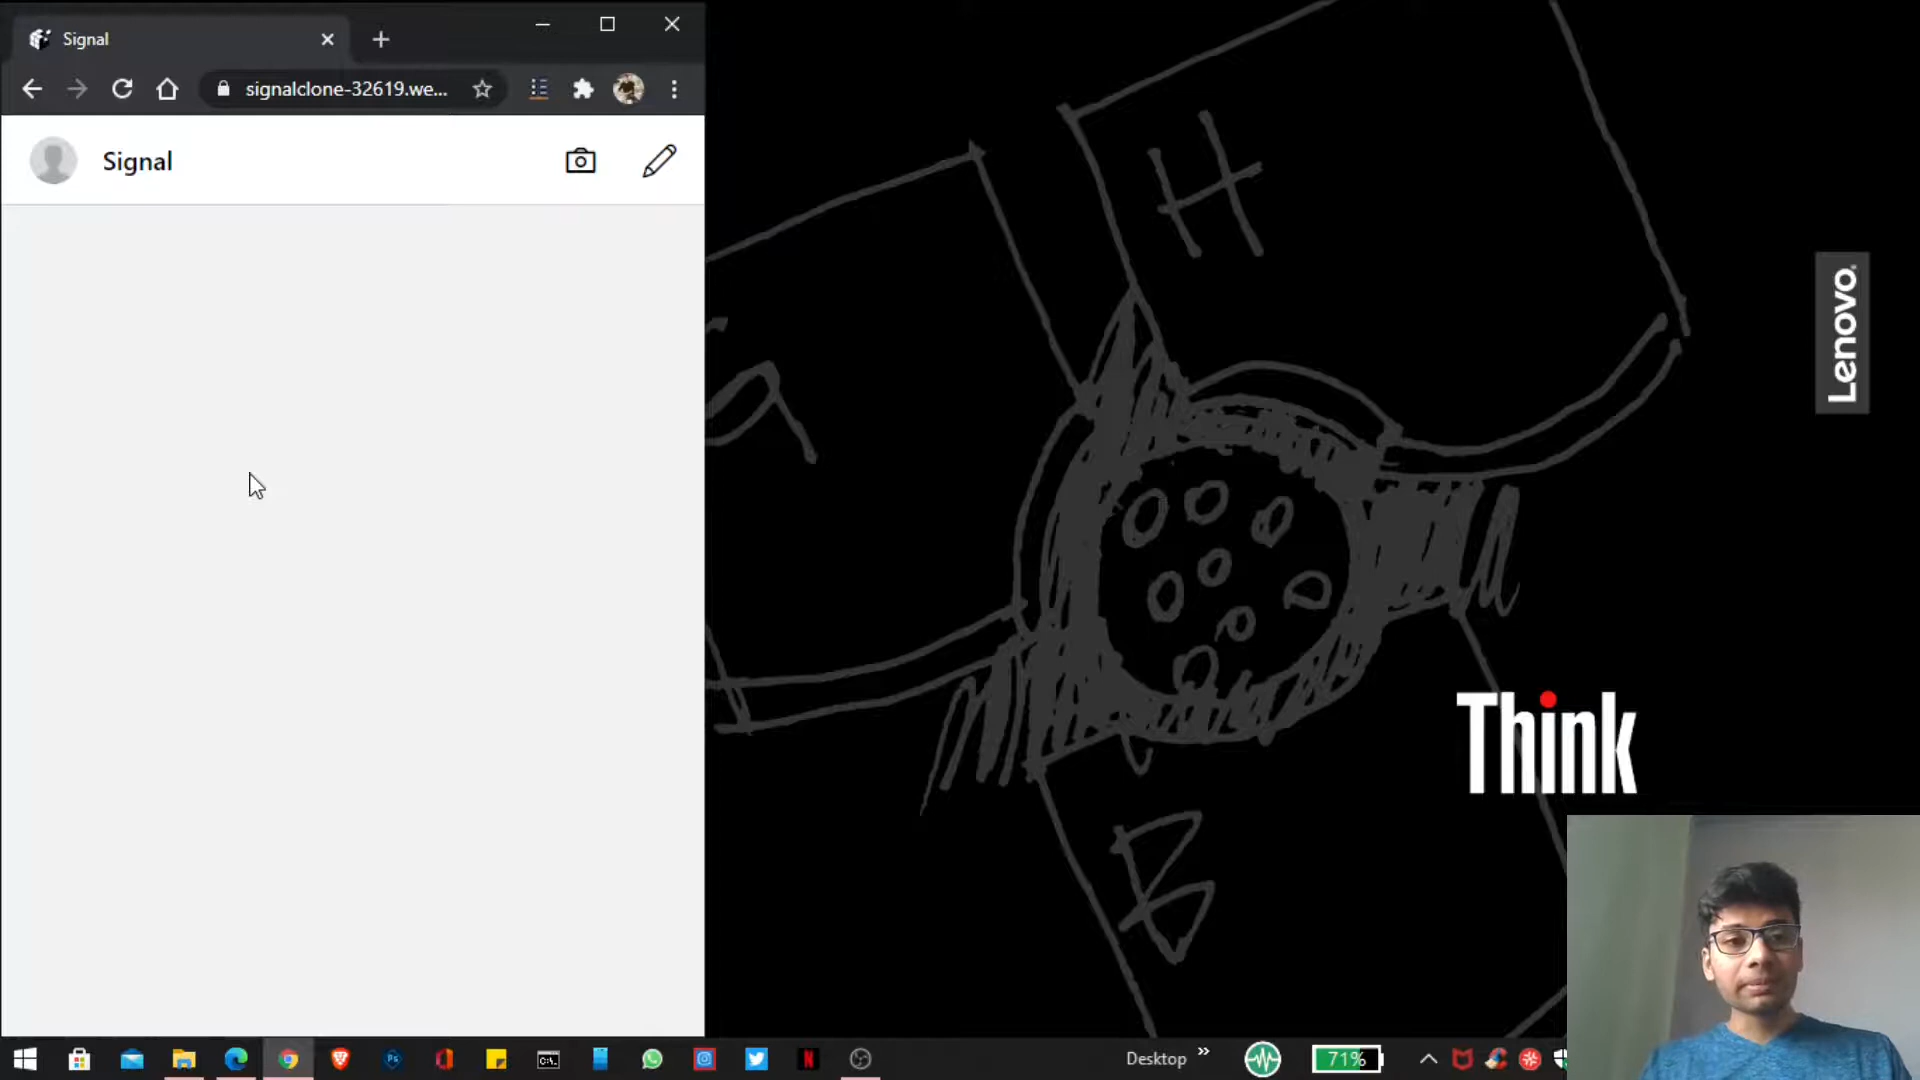 Signal
signalclone-32619.we...
Signal
H
a
B
Lenovo
Think
Desktop
71%